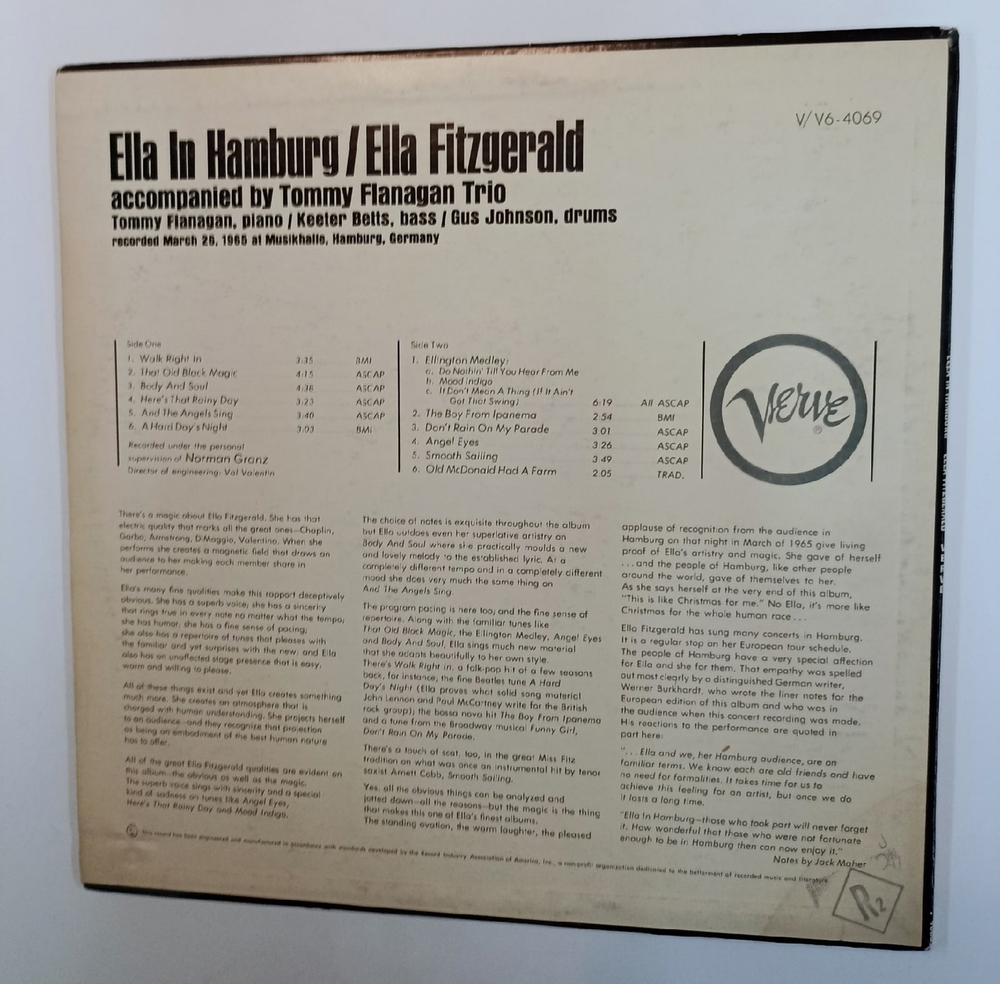 V/V6-4069
Ella In Hamburg / Ella Fitzgerald
accompanied by Tommy Flanagan Trio
Tommy Flanagan, piano / Keeter Betts, bass / Gus Johnson, drums
recorded March 26, 1965 at Musikhalle, Hamburg, Germany
Side One
1. Walk Right In 3:15 BMI
2. That Old Black Magic 4:15 ASCAP
3. Body And Soul 4:38 ASCAP
4. Here's That Rainy Day 3:23 ASCAP
5. And The Angels Sing 3:40 ASCAP
6. A Hard Day's Night 3:03 BMI
Recorded under the personal
supervision of Norman Granz
Director of engineering: Val Valentin
Side Two
1. Ellington Medley:
a. Do Nothin' Till You Hear From Me
b. Mood Indigo
c. It Don't Mean A Thing (If It Ain't
Got That Swing) 6:19 All ASCAP
2. The Boy From Ipanema 2:54 BMI
3. Don't Rain On My Parade 3:01 ASCAP
4. Angel Eyes 3:26 ASCAP
5. Smooth Sailing 3:49 ASCAP
6. Old McDonald Had A Farm 2:05 TRAD.
Verve
®
There's a magic about Ella Fitzgerald. She has that
electric quality that marks all the great ones—Chaplin,
Garbo, Armstrong, DiMaggio, Valentino. When she
performs she creates a magnetic field that draws an
audience to her making each member share in
her performance.
Ella's many fine qualities make this rapport deceptively
obvious. She has a superb voice; she has a sincerity
that rings true in every note no matter what the tempo;
she has humor, she has a fine sense of pacing;
she also has a repertoire of tunes that pleases with
the familiar and yet surprises with the new; and Ella
also has an unaffected stage presence that is easy,
warm and willing to please.
All of these things exist and yet Ella creates something
much more. She creates an atmosphere that is
charged with human understanding. She projects herself
to an audience—and they recognize that projection
as being an embodiment of the best human nature
has to offer.
All of the great Ella Fitzgerald qualities are evident on
this album—the obvious as well as the magic.
The superb voice sings with sincerity and a special
kind of sadness on tunes like Angel Eyes,
Here's That Rainy Day and Mood Indigo.
The choice of notes is exquisite throughout the album
but Ella outdoes even her superlative artistry on
Body And Soul where she practically moulds a new
and lovely melody to the established lyric. At a
completely different tempo and in a completely different
mood she does very much the same thing on
And The Angels Sing.
The program pacing is here too, and the fine sense of
repertoire. Along with the familiar tunes like
That Old Black Magic, the Ellington Medley, Angel Eyes
and Body And Soul, Ella sings much new material
that she adapts beautifully to her own style.
There's Walk Right In, a folk-pop hit of a few seasons
back, for instance, the fine Beatles tune A Hard
Day's Night (Ella proves what solid song material
John Lennon and Paul McCartney write for the British
rock group); the bossa nova hit The Boy From Ipanema
and a tune from the Broadway musical Funny Girl,
Don't Rain On My Parade.
There's a touch of scat, too, in the great Miss Fitz
tradition on what was once an instrumental hit by tenor
saxist Arnett Cobb, Smooth Sailing.
Yes, all the obvious things can be analyzed and
jotted down—all the reasons—but the magic is the thing
that makes this one of Ella's finest albums.
The standing ovation, the warm laughter, the pleased
applause of recognition from the audience in
Hamburg on that night in March of 1965 give living
proof of Ella's artistry and magic. She gave of herself
...and the people of Hamburg, like other people
around the world, gave of themselves to her.
As she says herself at the very end of this album,
"This is like Christmas for me." No Ella, it's more like
Christmas for the whole human race...
Ella Fitzgerald has sung many concerts in Hamburg.
It is a regular stop on her European tour schedule.
The people of Hamburg have a very special affection
for Ella and she for them. That empathy was spelled
out most clearly by a distinguished German writer,
Werner Burkhardt, who wrote the liner notes for the
European edition of this album and who was in
the audience when this concert recording was made.
His reactions to the performance are quoted in
part here:
"...Ella and we, her Hamburg audience, are on
familiar terms. We know each are old friends and have
no need for formalities. It takes time for us to
achieve this feeling for an artist, but once we do
it lasts a long time.
"Ella In Hamburg—those who took part will never forget
it. How wonderful that those who were not fortunate
enough to be in Hamburg then can now enjoy it."
Notes by Jack Maher
This record has been engineered and manufactured in accordance with standards developed by the Record Industry Association of America, Inc., a non-profit organization dedicated to the betterment of recorded music and literature.
R2